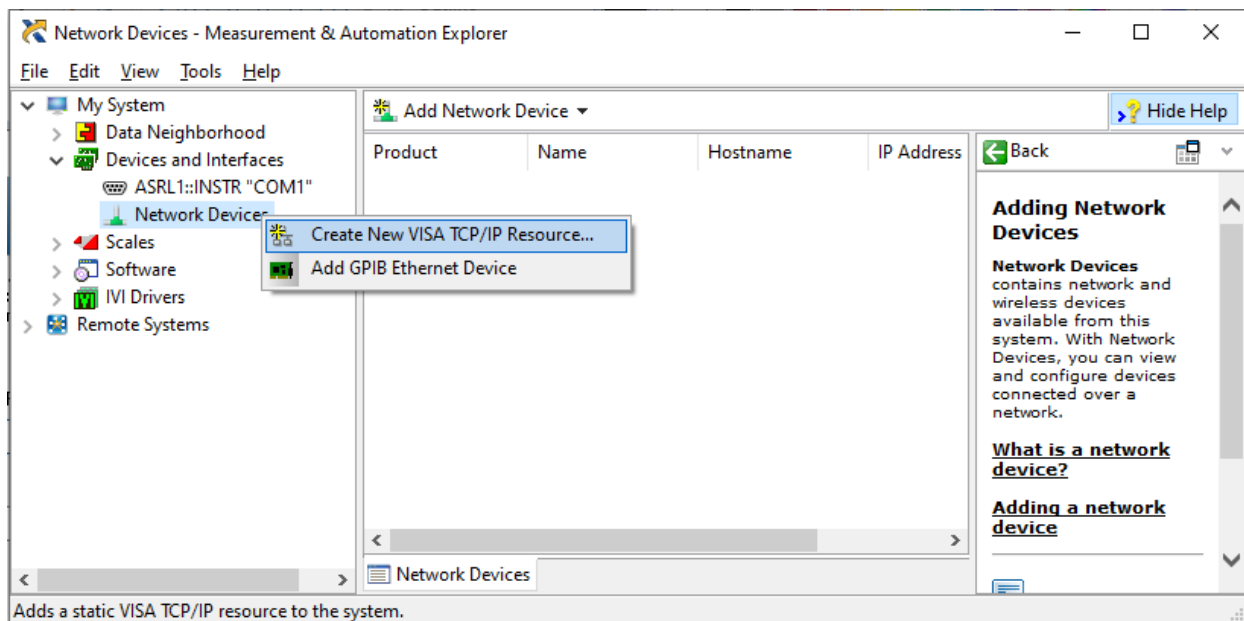 Network Devices - Measurement & Automation Explorer
File Edit View Tools Help
My System
Data Neighborhood
Devices and Interfaces
ASRL1::INSTR "COM1"
Network Devices
Scales
Software
IVI Drivers
Remote Systems
Create New VISA TCP/IP Resource...
Add GPIB Ethernet Device
Add Network Device
Hide Help
Product Name Hostname IP Address
Back
Adding Network
Devices
Network Devices
contains network and
wireless devices
available from this
system. With Network
Devices, you can view
and configure devices
connected over a
network.
What is a network
device?
Adding a network
device
Network Devices
Adds a static VISA TCP/IP resource to the system.